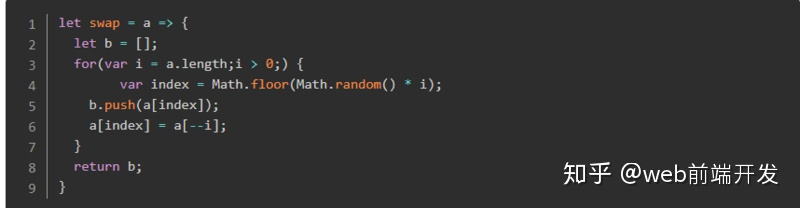 1 let swap = a => {
2   let b = [];
3   for(var i = a.length;i > 0;) {
4         var index = Math.floor(Math.random() * i);
5     b.push(a[index]);
6     a[index] = a[--i];
7   }
8   return b;
9 }
知乎 @web前端开发